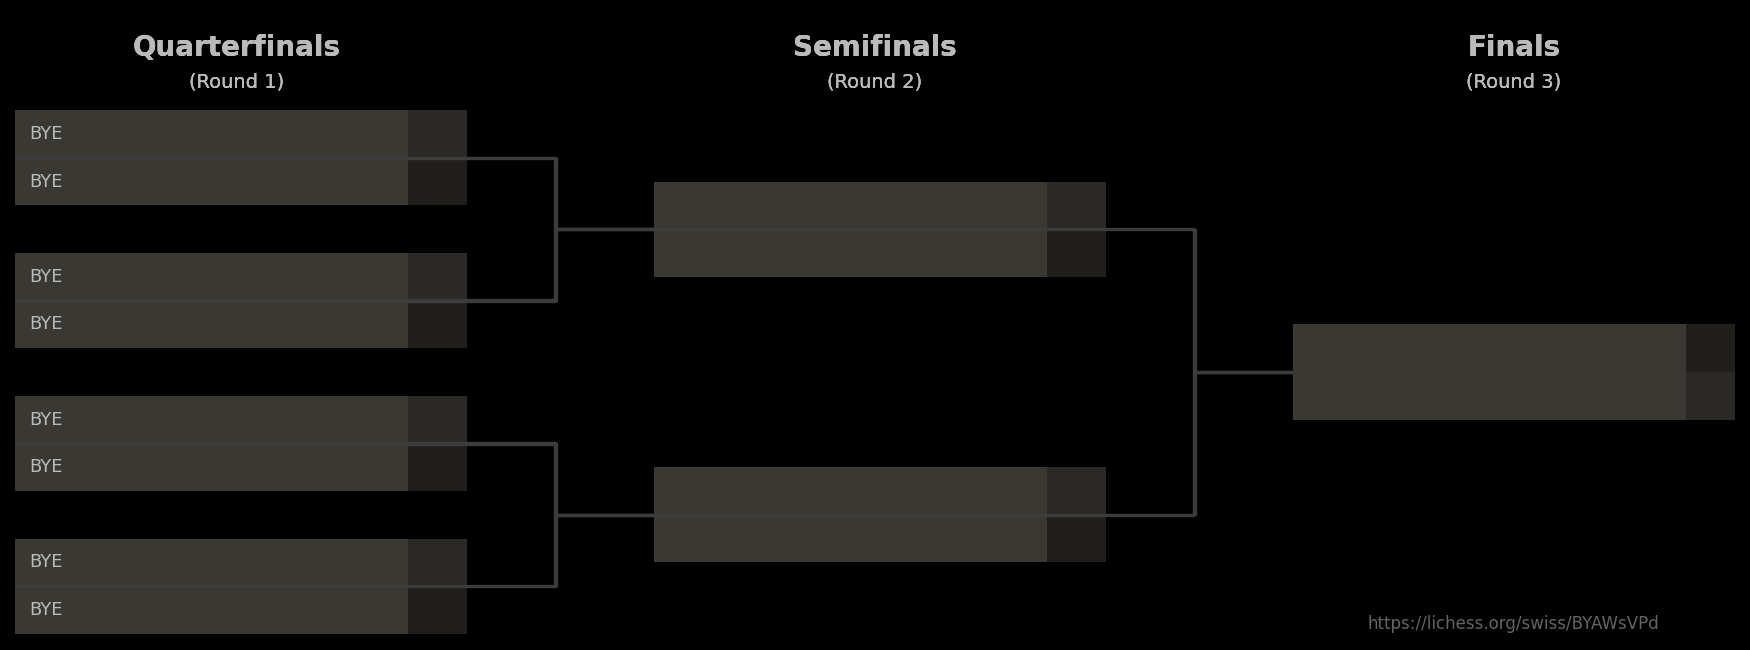 Quarterfinals
(Round 1)
Semifinals
(Round 2)
Finals
(Round 3)
BYE
BYE
BYE
BYE
BYE
BYE
BYE
BYE
https://lichess.org/swiss/BYAWsVPd